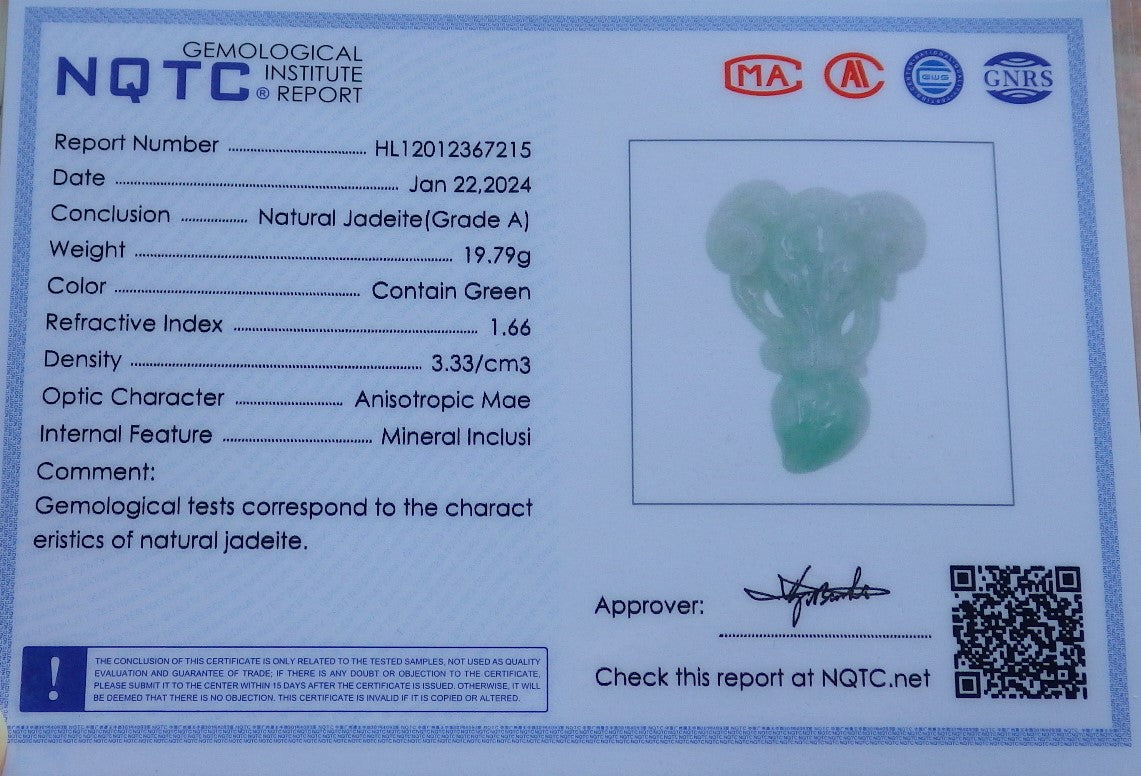 GEMOLOGICAL
NQTC® INSTITUTE
REPORT
MA
GWS
GNRS
Report Number ........................ HL12012367215
Date ........................ Jan 22,2024
Conclusion ........................ Natural Jadeite(Grade A)
Weight ........................ 19.79g
Color ........................ Contain Green
Refractive Index ........................ 1.66
Density ........................ 3.33/cm3
Optic Character ........................ Anisotropic Mae
Internal Feature ........................ Mineral Inclusi
Comment:
Gemological tests correspond to the charact
eristics of natural jadeite.
Approver:
Check this report at NQTC.net
!
THE CONCLUSION OF THIS CERTIFICATE IS ONLY RELATED TO THE TESTED SAMPLES, NOT USED AS QUALITY
EVALUATION AND GUARANTEE OF TRADE; IF THERE IS ANY DOUBT OR OBJECTION TO THE CERTIFICATE,
PLEASE SUBMIT IT TO THE CENTER WITHIN 15 DAYS AFTER THE CERTIFICATE IS ISSUED. OTHERWISE, IT WILL
BE DEEMED THAT THERE IS NO OBJECTION. THIS CERTIFICATE IS INVALID IF IT IS COPIED OR ALTERED.